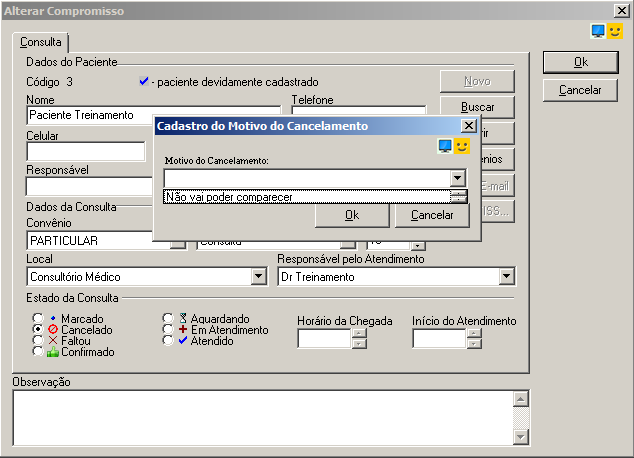 Alterar Compromisso
Consulta
Dados do Paciente
Código 3
- paciente devidamente cadastrado
Novo
Ok
Cancelar
Nome
Telefone
Paciente Treinamento
Buscar
Cadastro do Motivo do Cancelamento
Celular
Motivo do Cancelamento:
Responsável
Não vai poder comparecer
E-mail
Ok
Cancelar
Dados da Consulta
Convênio
PARTICULAR
Consulta
Local
Responsável pelo Atendimento
Consultório Médico
Dr Treinamento
Estado da Consulta
Marcado
Aguardando
Horário da Chegada
Início do Atendimento
Cancelado
Em Atendimento
Faltou
Atendido
Confirmado
Observação